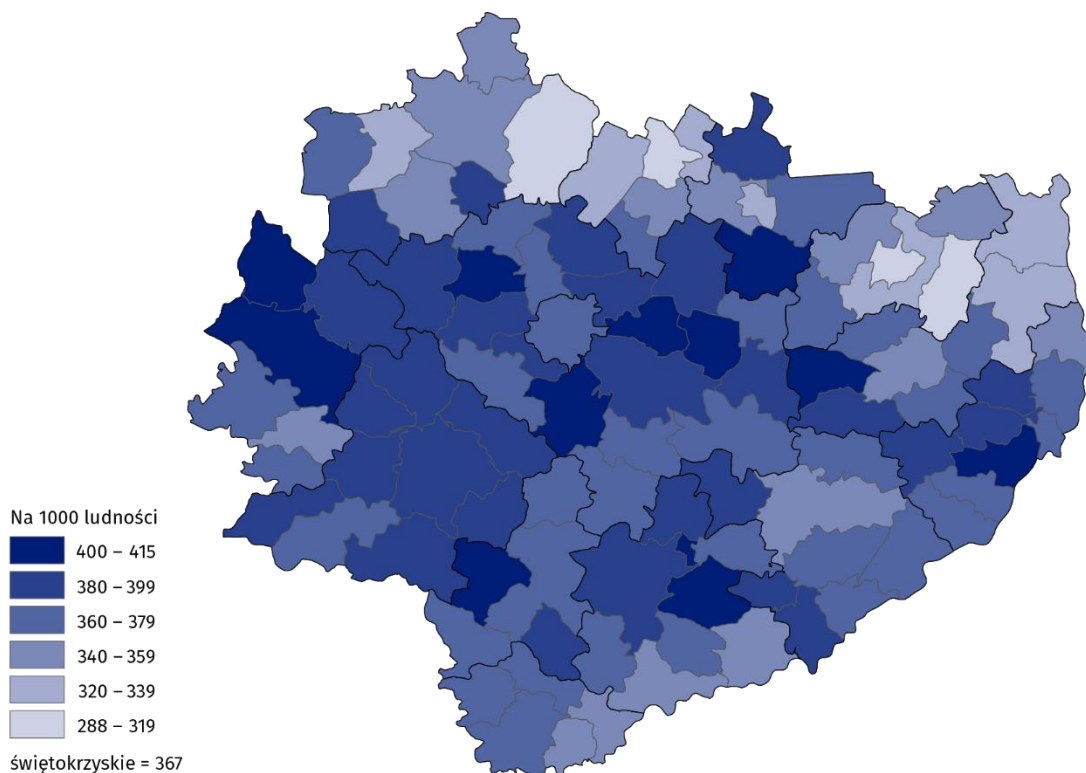 Na 1000 ludności
400 – 415
380 – 399
360 – 379
340 – 359
320 – 339
288 – 319
świętokrzyskie = 367